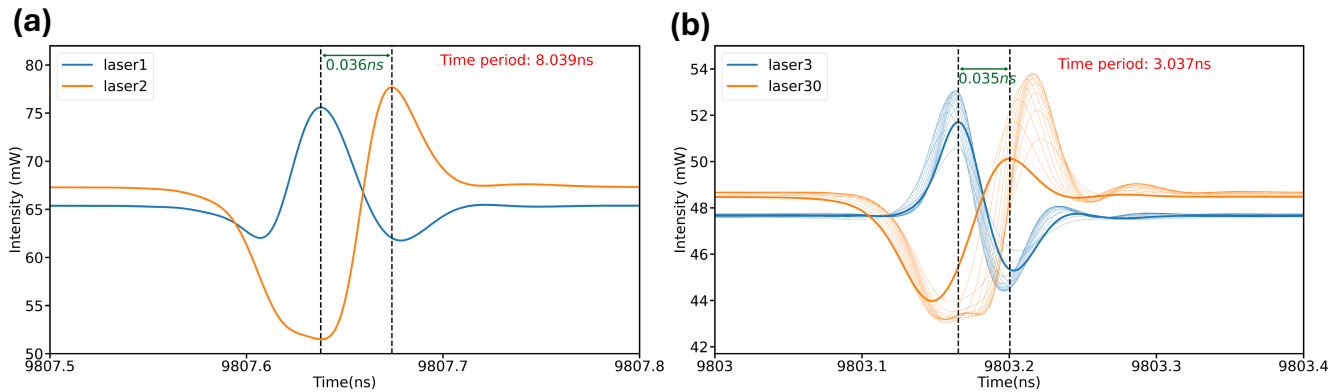 (a)
laser1
laser2
0.036ns
Time period: 8.039ns
80
75
70
65
60
55
50
Intensity (mW)
9807.5
9807.6
9807.7
9807.8
Time(ns)
(b)
laser3
laser30
0.035ns
Time period: 3.037ns
54
52
50
48
46
44
42
Intensity (mW)
9803
9803.1
9803.2
9803.3
9803.4
Time(ns)